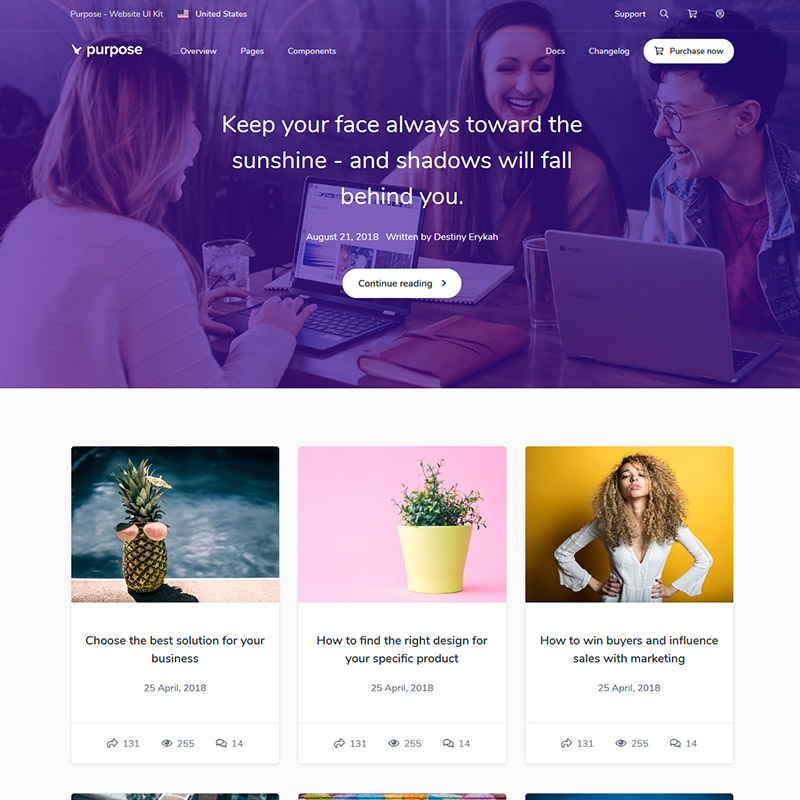 Purpose - Website UI Kit United States Support
purpose Overview Pages Components Docs Changelog Purchase now
Keep your face always toward the
sunshine - and shadows will fall
behind you.
August 21, 2018 Written by Destiny Erykah
Continue reading
Choose the best solution for your
business
25 April, 2018
131 255 14
How to find the right design for
your specific product
25 April, 2018
131 255 14
How to win buyers and influence
sales with marketing
25 April, 2018
131 255 14